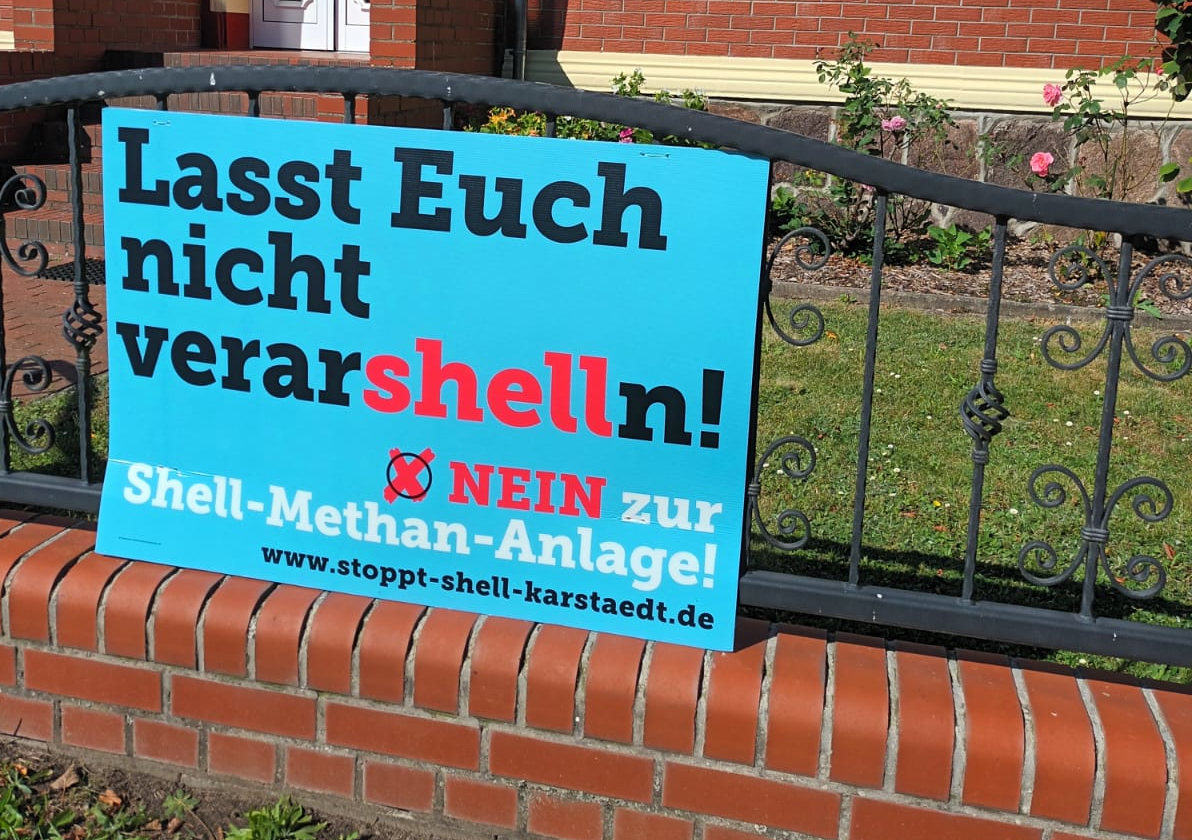 Lasst Euch
nicht
verarshelln!
NEIN zur
Shell-Methan-Anlage!
www.stoppt-shell-karstaedt.de